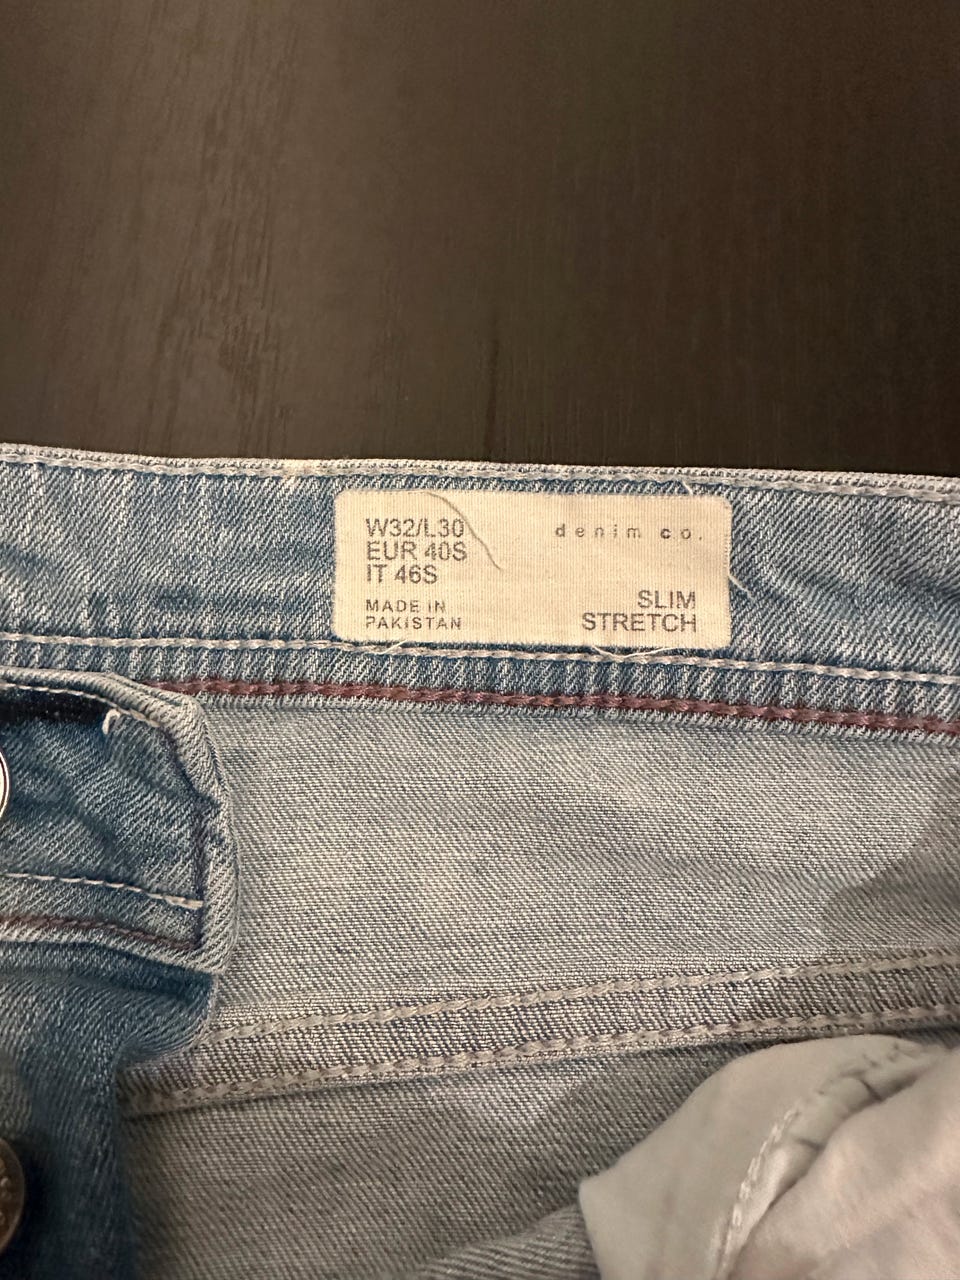 W32/L30
EUR 40S
IT 46S
MADE IN
PAKISTAN
denim co.
SLIM
STRETCH